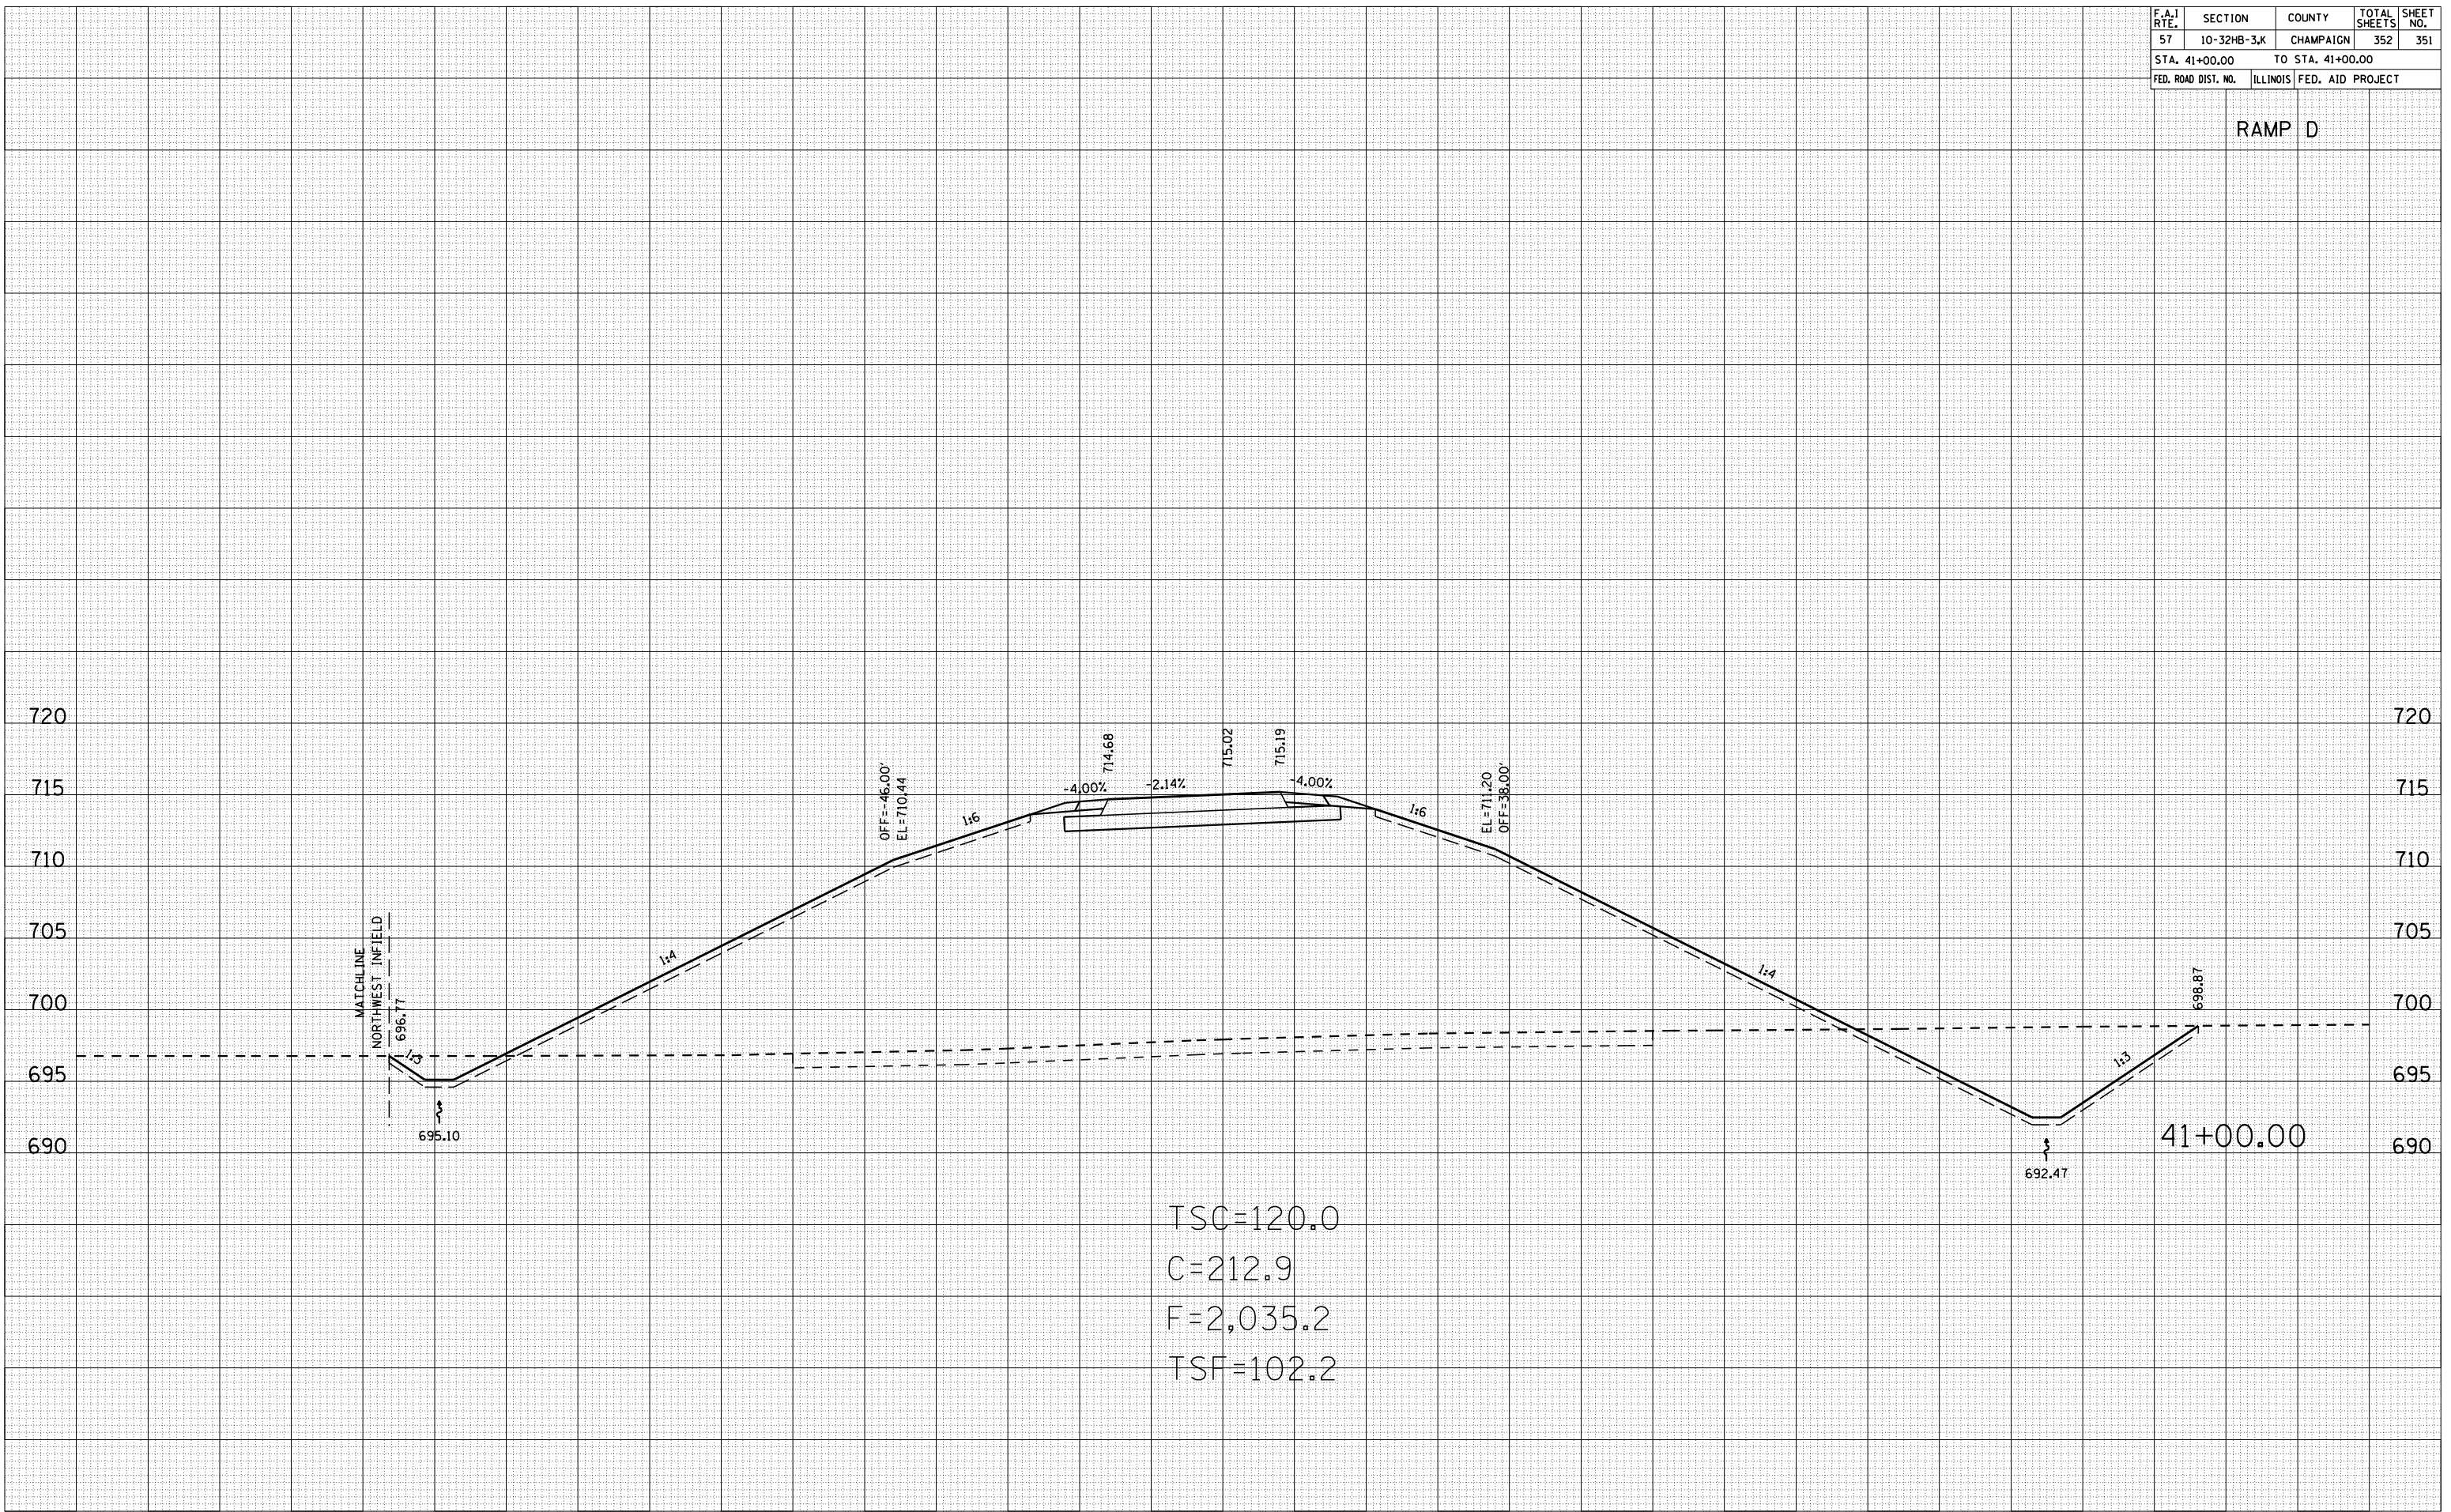 F.A.I RTE. SECTION COUNTY TOTAL SHEETS SHEET NO.
57 10-32HB-3,K CHAMPAIGN 352 351
STA. 41+00.00 TO STA. 41+00.00
FED. ROAD DIST. NO. ILLINOIS FED. AID PROJECT
RAMP D
720 720
714.68
715.02
715.19
715 715
-4.00%
-2.14%
-4.00%
OFF=-46.00'
EL=710.44
1:6
1:6
EL=711.20
OFF=38.00'
710 710
MATCHLINE
NORTHWEST INFIELD
705 705
1:4
1:4
700 700
696.77
698.87
1:3
1:3
695 695
695.10
690 690
41+00.00
692.47
TSC=120.0
C=212.9
F=2,035.2
TSF=102.2